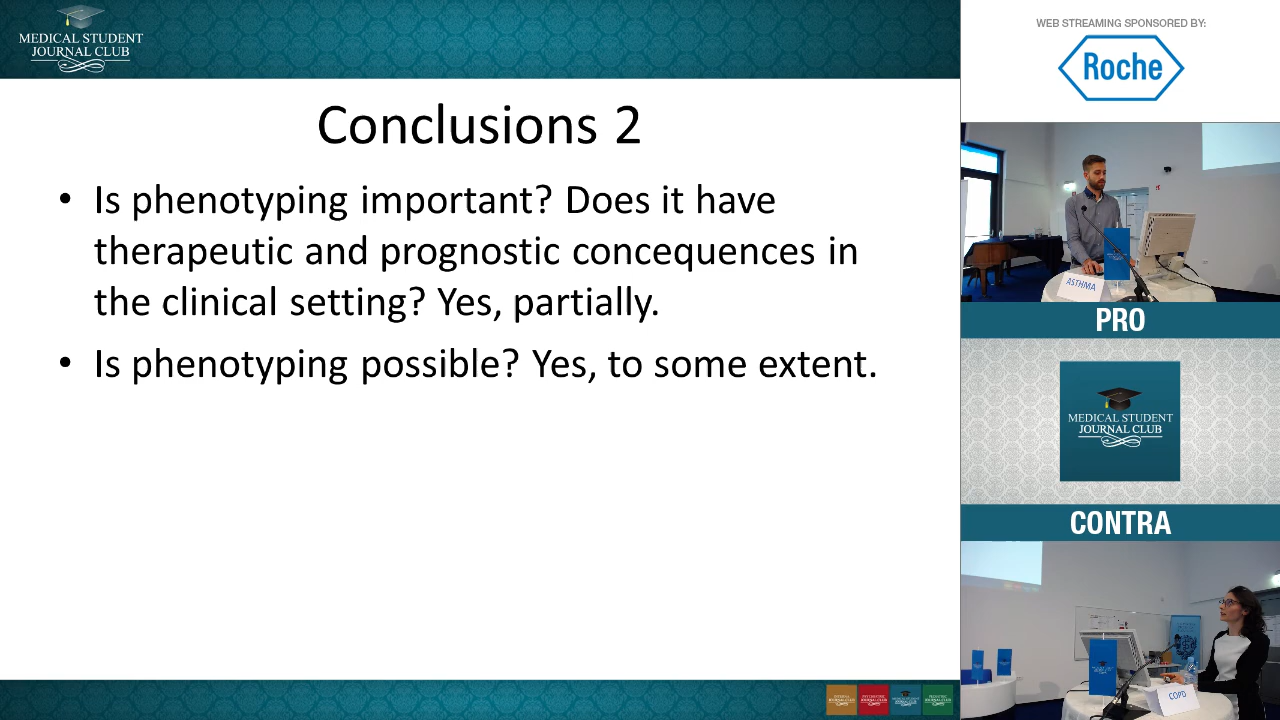 MEDICAL STUDENT
JOURNAL CLUB
Conclusions 2
• Is phenotyping important? Does it have
therapeutic and prognostic concequences in
the clinical setting? Yes, partially.
• Is phenotyping possible? Yes, to some extent.
WEB STREAMING SPONSORED BY:
Roche
ASTHMA
PRO
MEDICAL STUDENT
JOURNAL CLUB
CONTRA
COPD